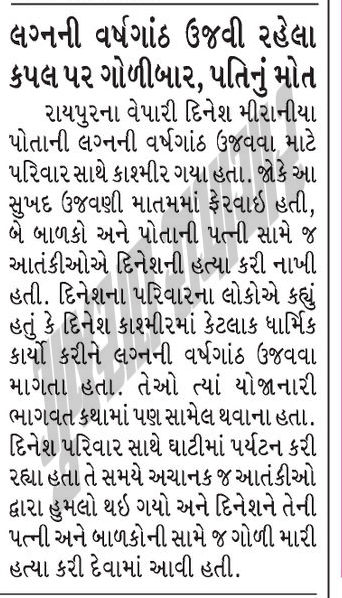 લગ્નની વર્ષગાંઠ ઉજવી રહેલા
કપલ પર ગોળીબાર, પતિનું મોત
રાયપુરના વેપારી દિનેશ મીરાનીયા
પોતાની લગ્નની વર્ષગાંઠ ઉજવવા માટે
પરિવાર સાથે કાશ્મીર ગયા હતા. જોકે આ
સુખદ ઉજવણી માતમમાં ફેરવાઇ હતી,
બે બાળકો અને પોતાની પત્ની સામે જ
આતંકીઓએ દિનેશની હત્યા કરી નાખી
હતી. દિનેશના પરિવારના લોકોએ કહ્યું
હતું કે દિનેશ કાશ્મીરમાં કેટલાક ધાર્મિક
કાર્યો કરીને લગ્નની વર્ષગાંઠ ઉજવવા
માગતા હતા. તેઓ ત્યાં યોજાનારી
ભાગવત કથામાં પણ સામેલ થવાના હતા.
દિનેશ પરિવાર સાથે ઘાટીમાં પર્યટન કરી
રહ્યા હતા તે સમયે અચાનક જ આતંકીઓ
દ્વારા હુમલો થઇ ગયો અને દિનેશને તેની
પત્ની અને બાળકોની સામે જ ગોળી મારી
હત્યા કરી દેવામાં આવી હતી.